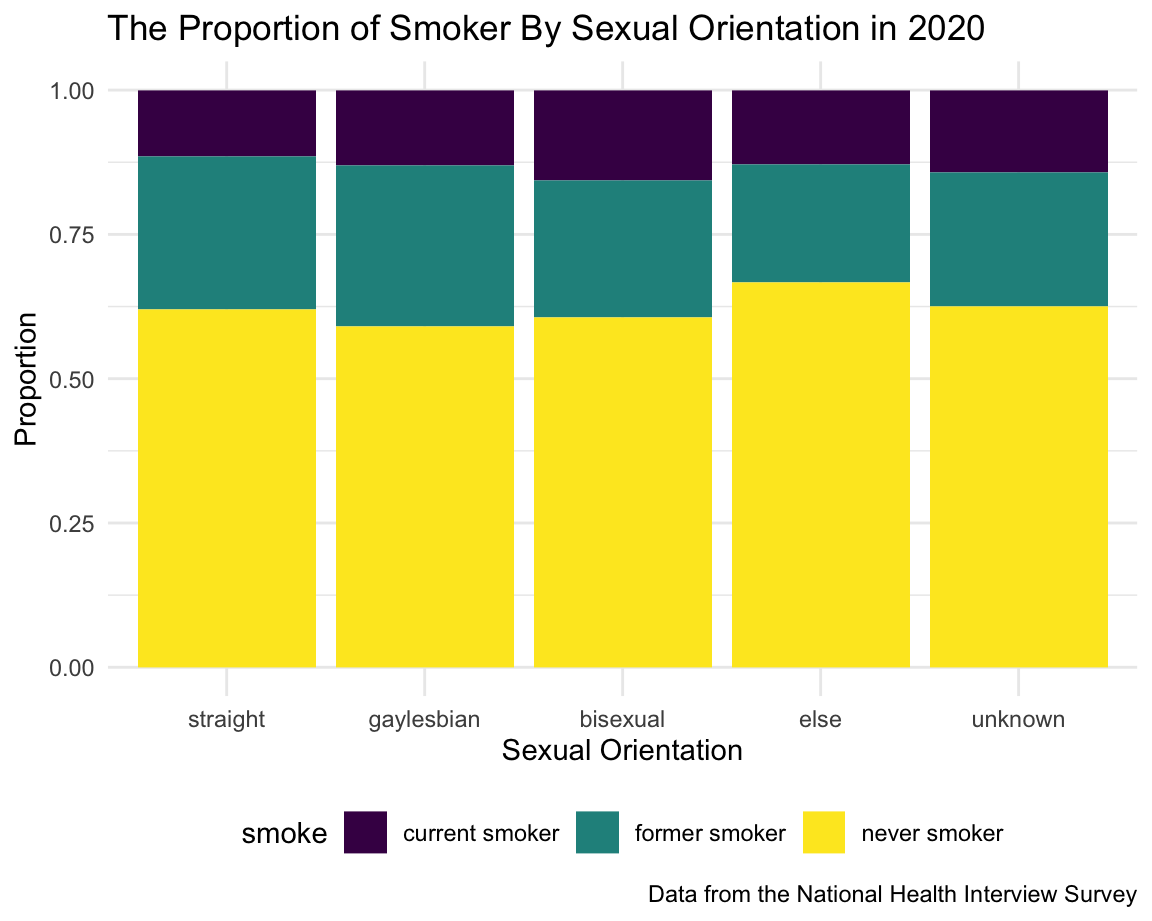 The Proportion of Smoker By Sexual Orientation in 2020
1.00
0.75
0.50
0.25
0.00
Proportion
straight gaylesbian bisexual else unknown
Sexual Orientation
smoke current smoker former smoker never smoker
Data from the National Health Interview Survey